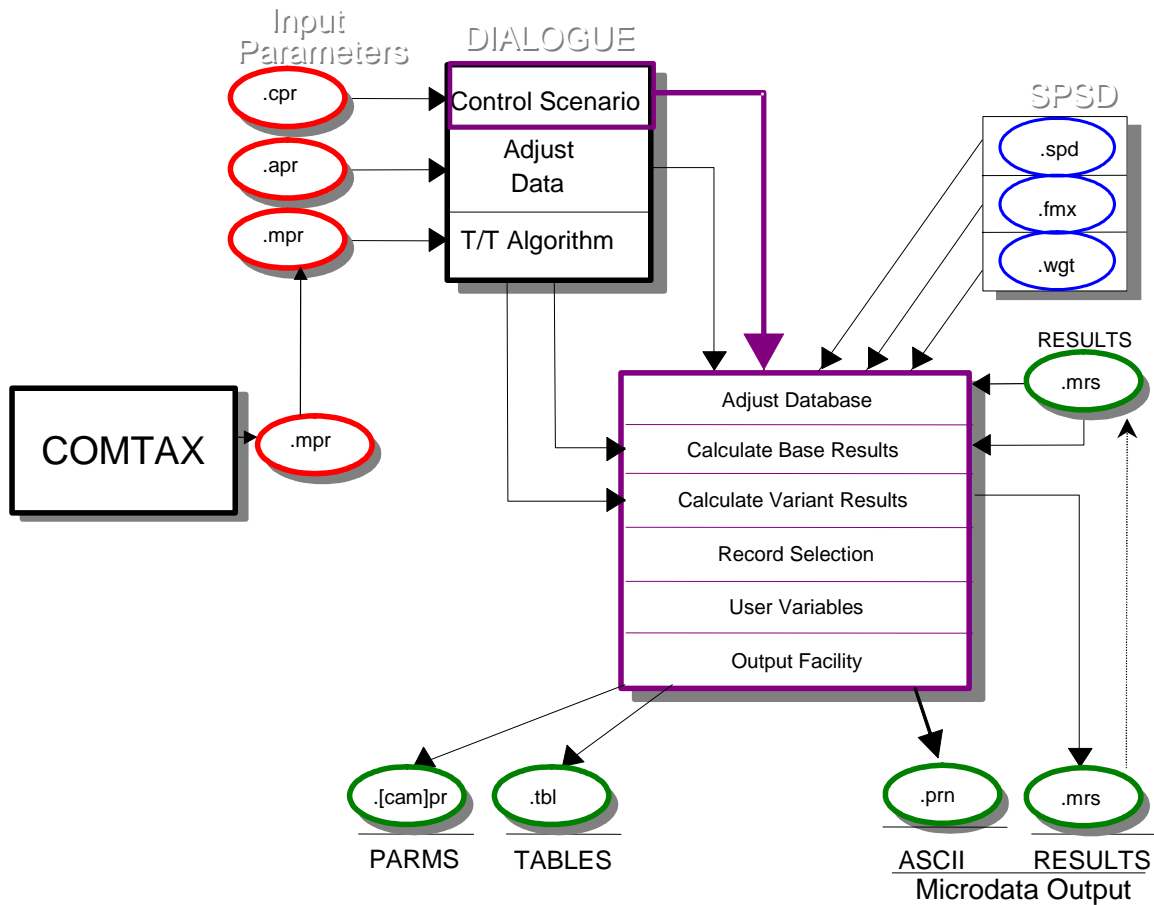 Input
Parameters
DIALOGUE
SPSD
.cpr
.apr
.mpr
Control Scenario
Adjust
Data
T/T Algorithm
.spd
.fmx
.wgt
RESULTS
.mrs
COMTAX
.mpr
Adjust Database
Calculate Base Results
Calculate Variant Results
Record Selection
User Variables
Output Facility
.[cam]pr
.tbl
.prn
.mrs
PARMS
TABLES
ASCII
RESULTS
Microdata Output